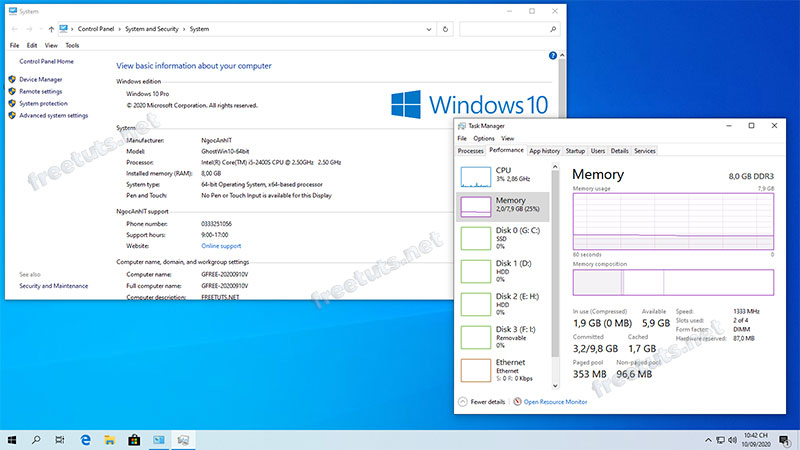 System
Control Panel > System and Security > System
File Edit View Tools
Control Panel Home
Device Manager
Remote settings
System protection
Advanced system settings
See also
Security and Maintenance
View basic information about your computer
Windows edition
Windows 10 Pro
© 2020 Microsoft Corporation. All rights reserved.
Windows 10
System
Manufacturer: NgocAnhIT
Model: GhostWin10-64bit
Processor: Intel(R) Core(TM) i5-2400S CPU @ 2.50GHz 2.50 GHz
Installed memory (RAM): 8,00 GB
System type: 64-bit Operating System, x64-based processor
Pen and Touch: No Pen or Touch Input is available for this Display
NgocAnhIT support
Phone number: 0333251056
Support hours: 9:00-17:00
Website: Online support
Computer name, domain, and workgroup settings
Computer name: GFREE-20200910V
Full computer name: GFREE-20200910V
Computer description: FREETUTS.NET
freetuts.net
freetuts.net
Task Manager
File Options View
Processes Performance App history Startup Users Details Services
CPU
3% 2,86 GHz
Memory
2,0/7,9 GB (25%)
Disk 0 (G: C:)
SSD
0%
Disk 1 (D:)
HDD
0%
Disk 2 (E: H:)
HDD
0%
Disk 3 (F: I:)
Removable
0%
Ethernet
Ethernet
S: 0 R: 0 Kbps
Memory 8,0 GB DDR3
Memory usage 7,9 GB
60 seconds 0
Memory composition
In use (Compressed) Available
1,9 GB (0 MB) 5,9 GB
Committed Cached
3,2/9,8 GB 1,7 GB
Paged pool Non-paged pool
353 MB 96,6 MB
Speed: 1333 MHz
Slots used: 2 of 4
Form factor: DIMM
Hardware reserved: 87,0 MB
freetuts.net
Fewer details Open Resource Monitor
10:42 CH
10/09/2020
1